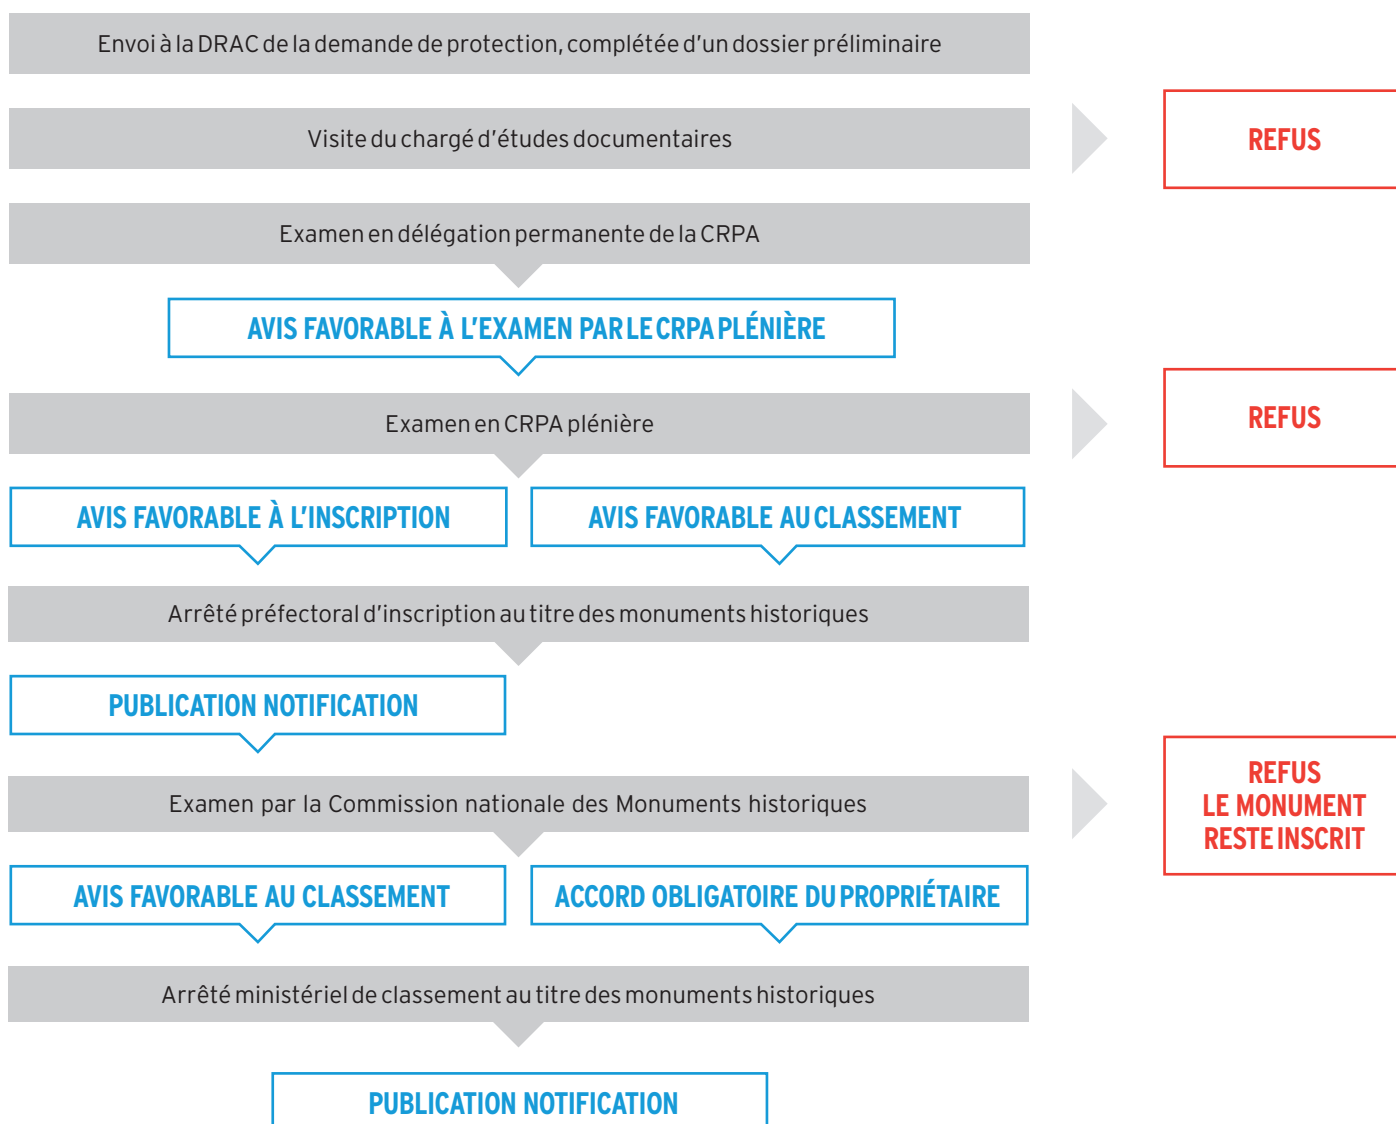 Envoi à la DRAC de la demande de protection, complétée d'un dossier préliminaire
Visite du chargé d'études documentaires
REFUS
Examen en délégation permanente de la CRPA
AVIS FAVORABLE À L'EXAMEN PAR LE CRPA PLÉNIÈRE
Examen en CRPA plénière
REFUS
AVIS FAVORABLE À L'INSCRIPTION
AVIS FAVORABLE AU CLASSEMENT
Arrêté préfectoral d'inscription au titre des monuments historiques
PUBLICATION NOTIFICATION
Examen par la Commission nationale des Monuments historiques
REFUS
LE MONUMENT
RESTE INSCRIT
AVIS FAVORABLE AU CLASSEMENT
ACCORD OBLIGATOIRE DU PROPRIÉTAIRE
Arrêté ministériel de classement au titre des monuments historiques
PUBLICATION NOTIFICATION